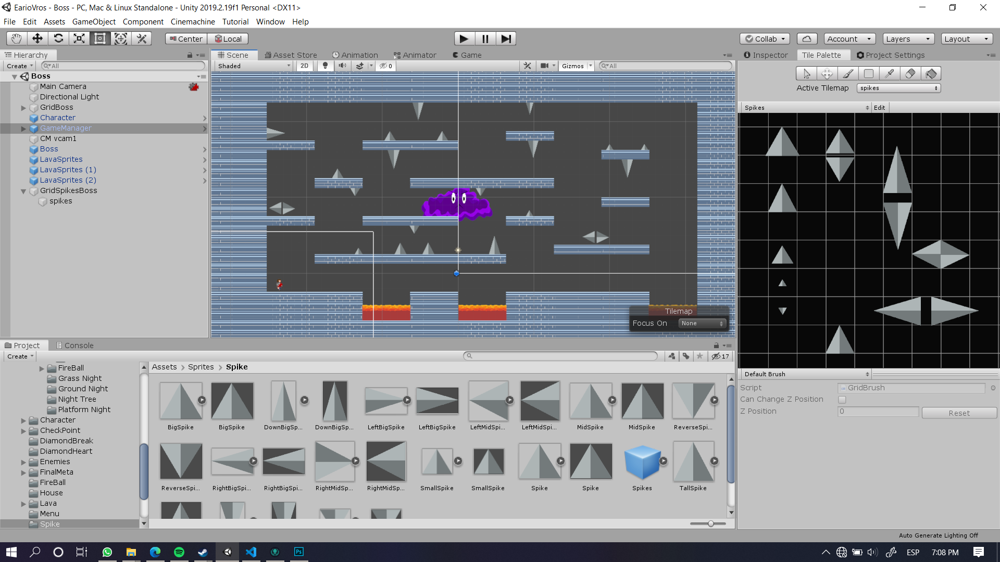 EarioVros - Boss - PC, Mac & Linux Standalone - Unity 2019.2.19f1 Personal <DX11>
File Edit Assets GameObject Component Cinemachine Tutorial Window Help
Center Local Collab Account Layers Layout
Hierarchy Scene Asset Store Animation Animator Game Inspector Tile Palette Project Settings
Create All Shaded 2D 0 Gizmos All
Boss
Main Camera
Directional Light
GridBoss
Character
GameManager
CM vcam1
Boss
LavaSprites
LavaSprites (1)
LavaSprites (2)
GridSpikesBoss
spikes
Active Tilemap spikes
Spikes Edit
Tilemap
Focus On None
Project Console
Create 17
FireBall
Grass Night
Ground Night
Night Tree
Platform Night
Character
CheckPoint
DiamondBreak
DiamondHeart
Enemies
FinalMeta
FireBall
House
Lava
Menu
Spike
Assets Sprites Spike
BigSpike BigSpike DownBigSp... DownBigSp... LeftBigSpike LeftBigSpike LeftMidSpi... LeftMidSpi... MidSpike MidSpike ReverseSpi...
ReverseSpi... RightBigSpi... RightBigSpi... RightMidSp... RightMidSp... SmallSpike SmallSpike Spike Spike Spikes TallSpike
Default Brush
Script GridBrush
Can Change Z Position
Z Position 0 Reset
Auto Generate Lighting Off
Ps ESP 7:08 PM